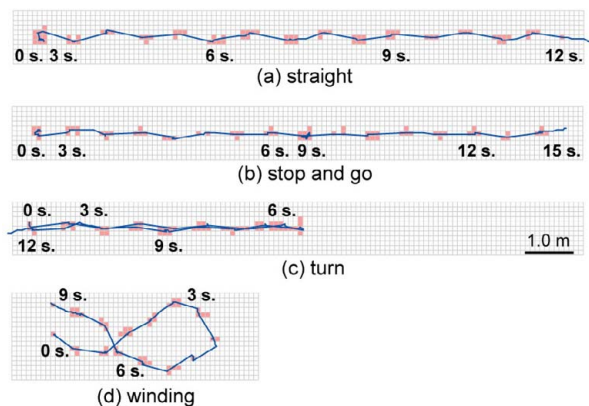 0 s. 3 s. 6 s. 9 s. 12 s.
(a) straight
0 s. 3 s. 6 s. 9 s. 12 s. 15 s.
(b) stop and go
0 s. 3 s. 6 s.
12 s. 9 s.
1.0 m
(c) turn
9 s. 3 s.
0 s.
6 s.
(d) winding